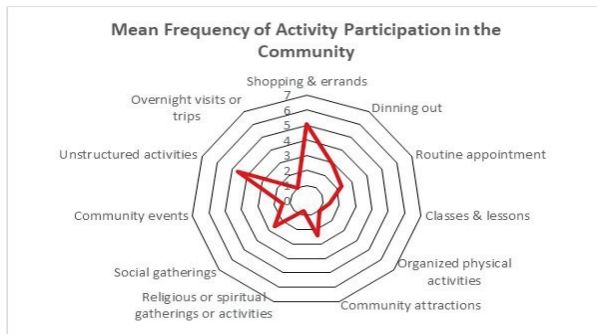 Mean Frequency of Activity Participation in the
Community
Shopping & errands
Overnight visits or
trips
Dinning out
Unstructured activities
Routine appointment
Community events
Classes & lessons
Social gatherings
Organized physical
activities
Religious or spiritual
gatherings or activities
Community attractions
7
6
5
4
3
2
1
0